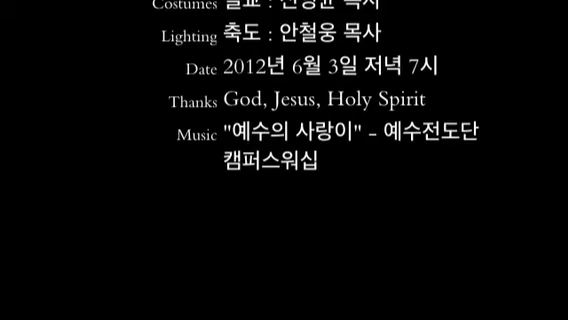 Costumes
Lighting 축도 : 안철웅 목사
Date 2012년 6월 3일 저녁 7시
Thanks God, Jesus, Holy Spirit
Music "예수의 사랑이" - 예수전도단
캠퍼스워십